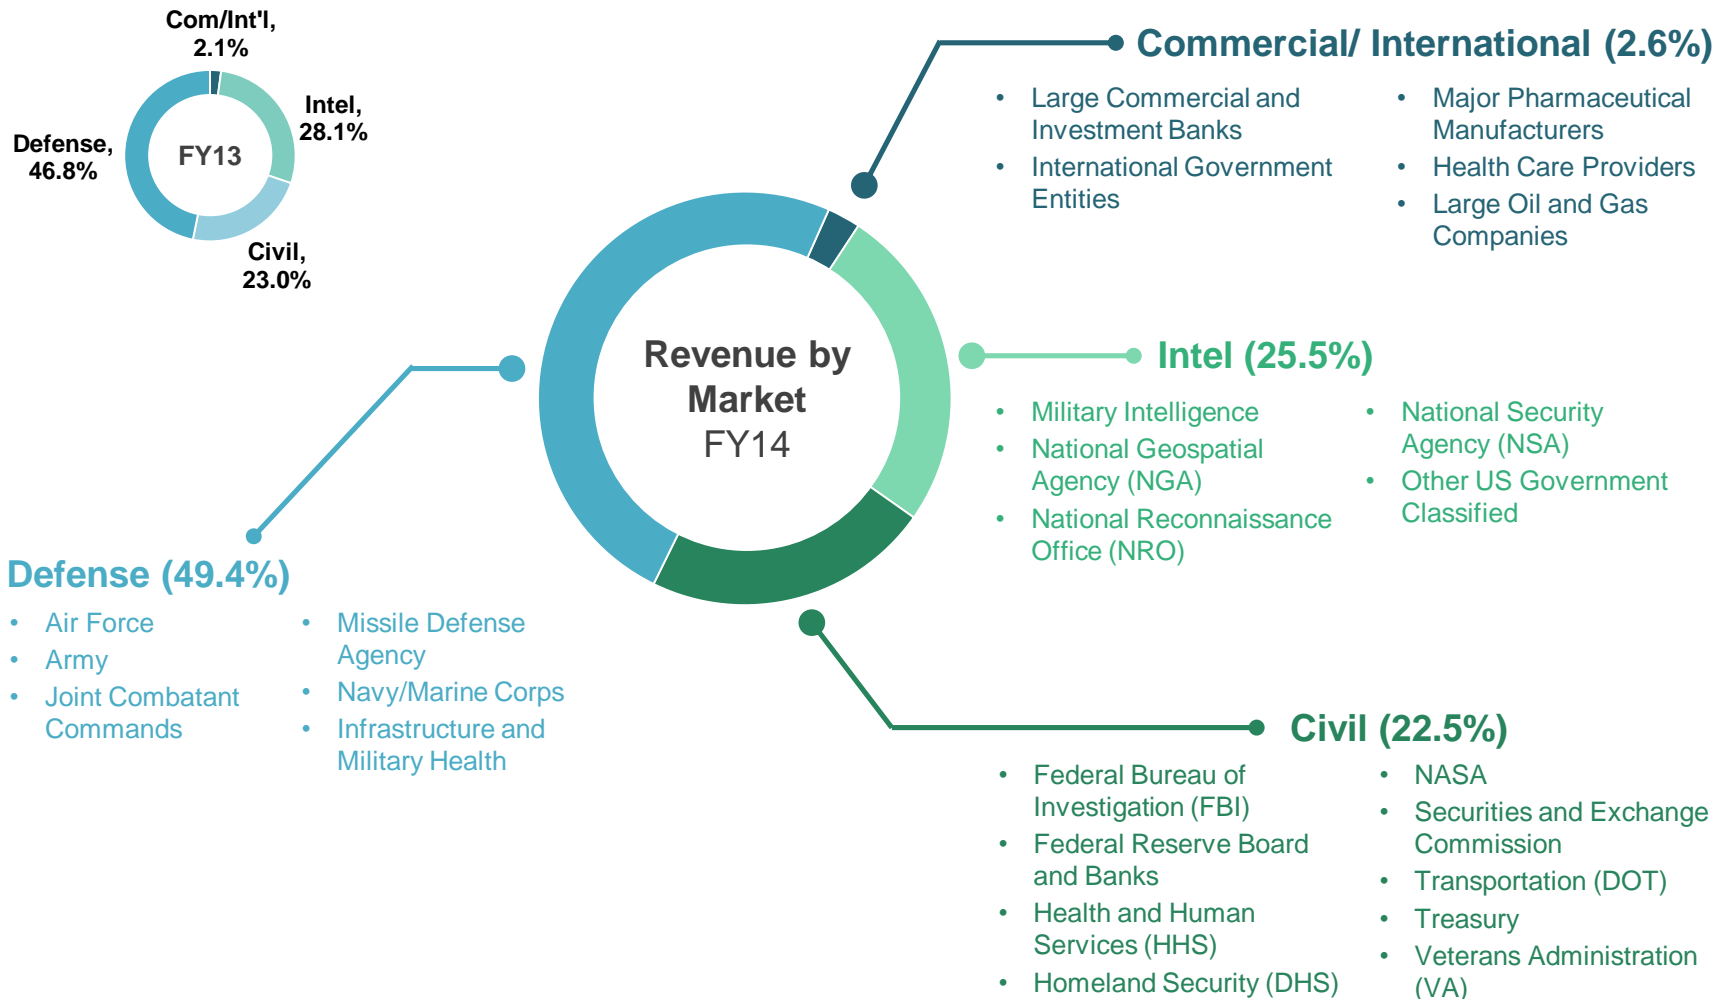 Com/Int'l,
2.1%
Intel,
28.1%
Defense,
46.8%
FY13
Civil,
23.0%
Commercial/ International (2.6%)
• Large Commercial and
Investment Banks
• International Government
Entities
• Major Pharmaceutical
Manufacturers
• Health Care Providers
• Large Oil and Gas
Companies
Revenue by
Market
FY14
Intel (25.5%)
• Military Intelligence
• National Geospatial
Agency (NGA)
• National Reconnaissance
Office (NRO)
• National Security
Agency (NSA)
• Other US Government
Classified
Defense (49.4%)
• Air Force
• Army
• Joint Combatant
Commands
• Missile Defense
Agency
• Navy/Marine Corps
• Infrastructure and
Military Health
Civil (22.5%)
• Federal Bureau of
Investigation (FBI)
• Federal Reserve Board
and Banks
• Health and Human
Services (HHS)
• Homeland Security (DHS)
• NASA
• Securities and Exchange
Commission
• Transportation (DOT)
• Treasury
• Veterans Administration
(VA)